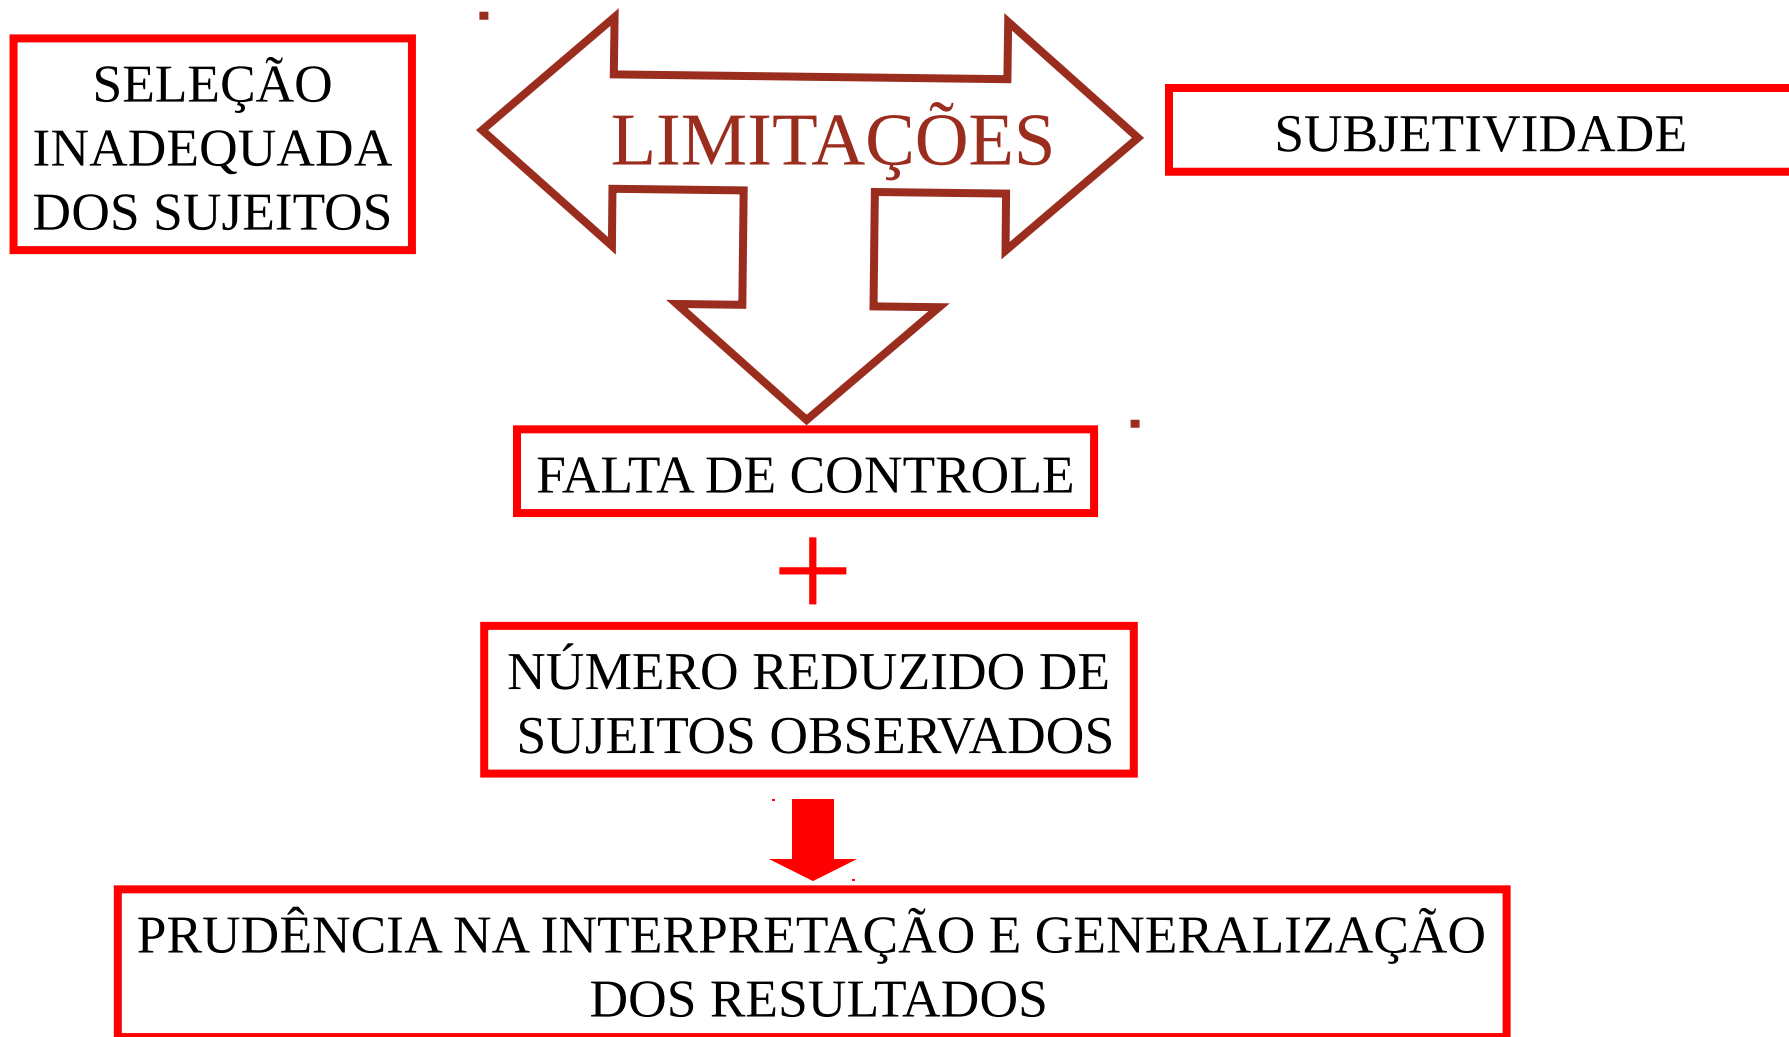 SELEÇÃO
INADEQUADA
DOS SUJEITOS
LIMITAÇÕES
SUBJETIVIDADE
FALTA DE CONTROLE
+
NÚMERO REDUZIDO DE
SUJEITOS OBSERVADOS
PRUDÊNCIA NA INTERPRETAÇÃO E GENERALIZAÇÃO
DOS RESULTADOS